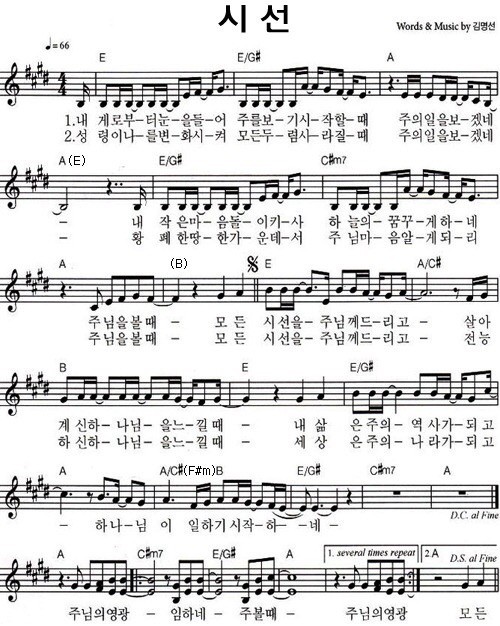 시 선
Words & Music by 김명선
♩= 66
E E/G# A
1.내 게로부-터눈-을들-어 주를보-기시-작할-때 주의일을보-겠네
2.성 령이나-를변-화시-켜 모든두-렴사-라질-때 주의일을보-겠네
A (E) E/G# C#m7
- 내 작 은마-음돌-이키-사 하 늘의-꿈꾸-게하-네
- 황 폐 한땅-한가-운데-서 주 님마-음알-게되-리
A (B) E A/C#
주님을볼때 - 모 든 시선을-주님께드-리고 - 살아
주님을볼때 - 모 든 시선을-주님께드-리고 - 전능
B E E/G#
계 신하-나님-을느-낄때 - 내 삶 은주의-역 사가-되고
하 신하-나님-을느-낄때 - 세 상 은주의-나 라가-되고
A A/C# (F#m) B E/G# C#m7 A
- 하 나-님 이 일하기시작-하-네-
D.C. al Fine
A C#m7 E/G# A 1. several times repeat 2.A D.S. al Fine
주님의영광 - 임하네 - 주볼때 - 주님의영광 모 든